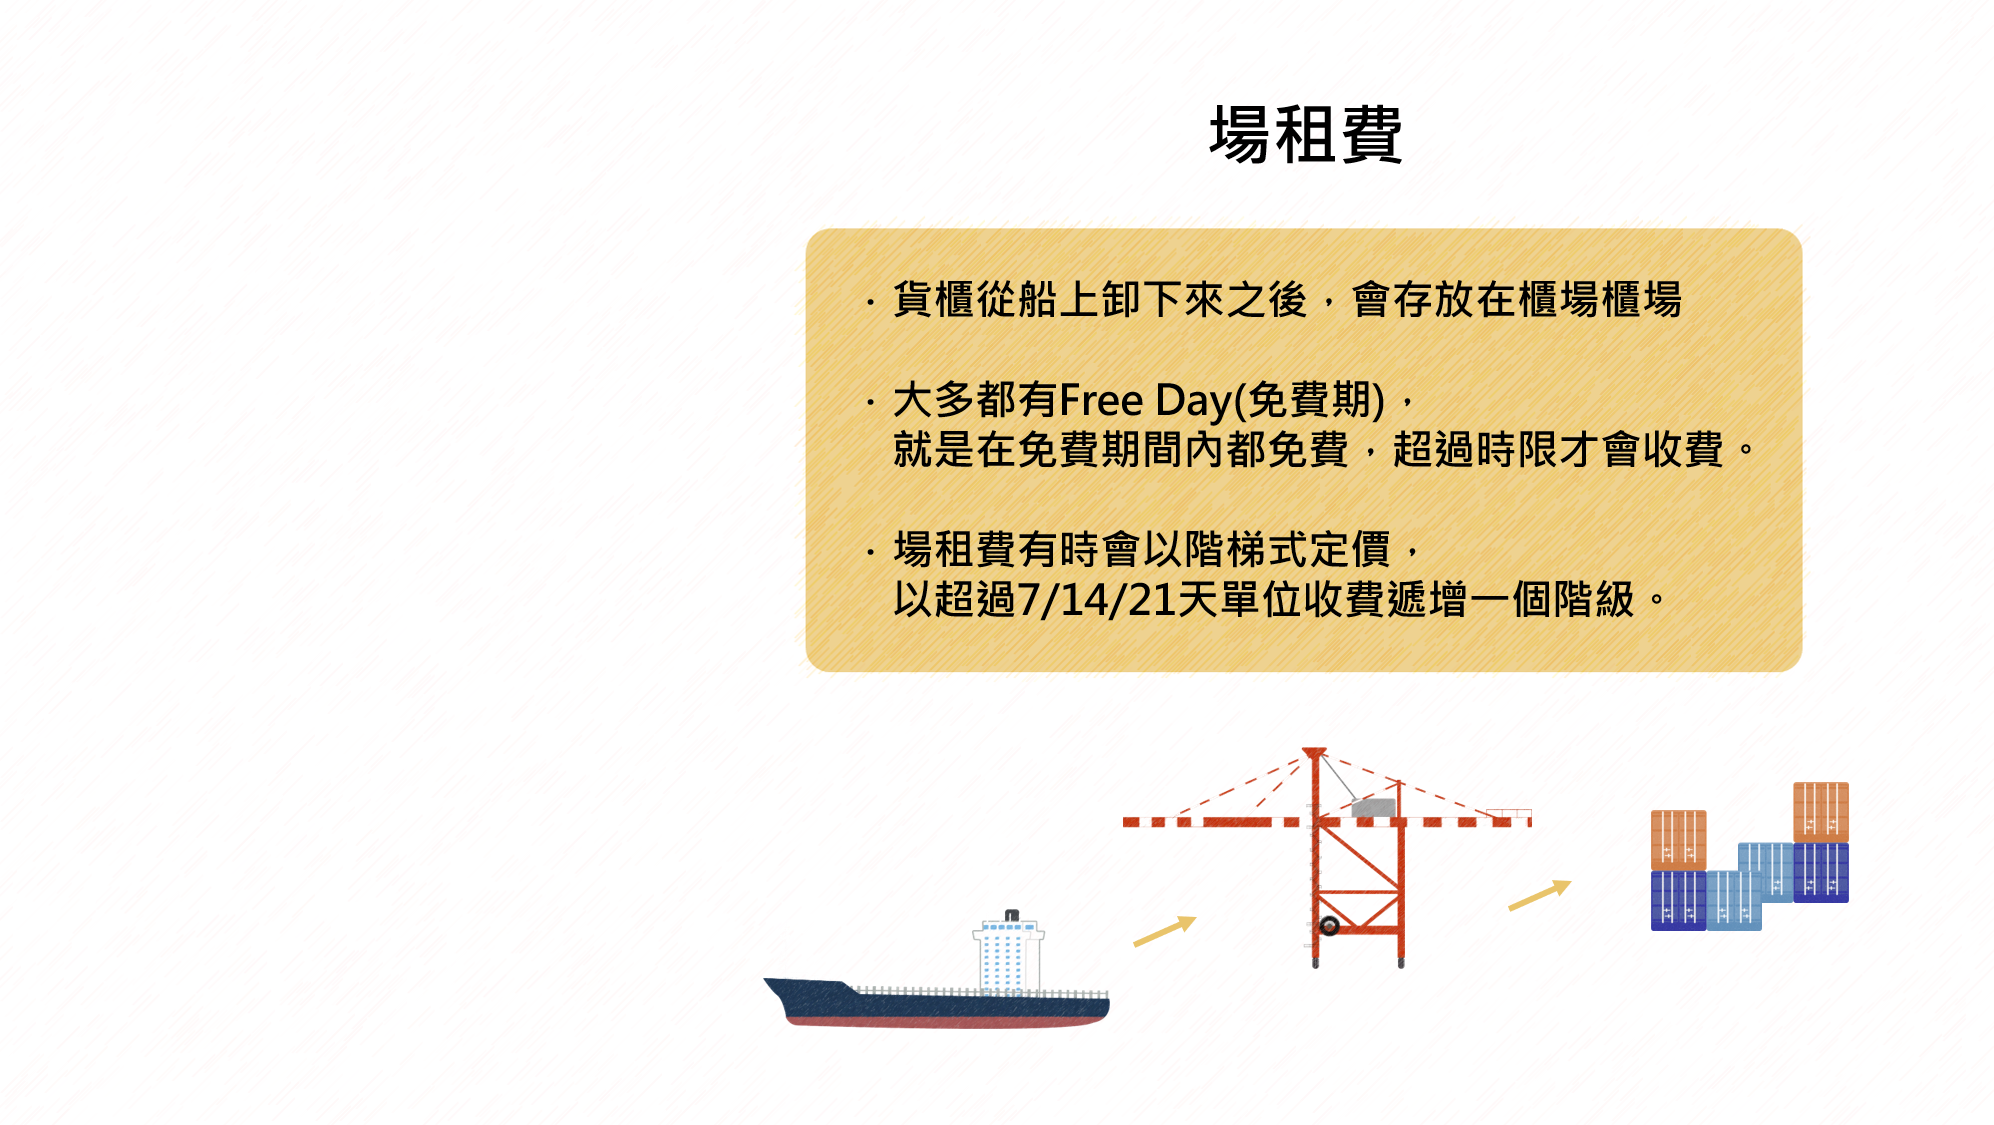 場租費
· 貨櫃從船上卸下來之後，會存放在櫃場櫃場
· 大多都有Free Day(免費期)，
就是在免費期間內都免費，超過時限才會收費。
· 場租費有時會以階梯式定價，
以超過7/14/21天單位收費遞增一個階級。